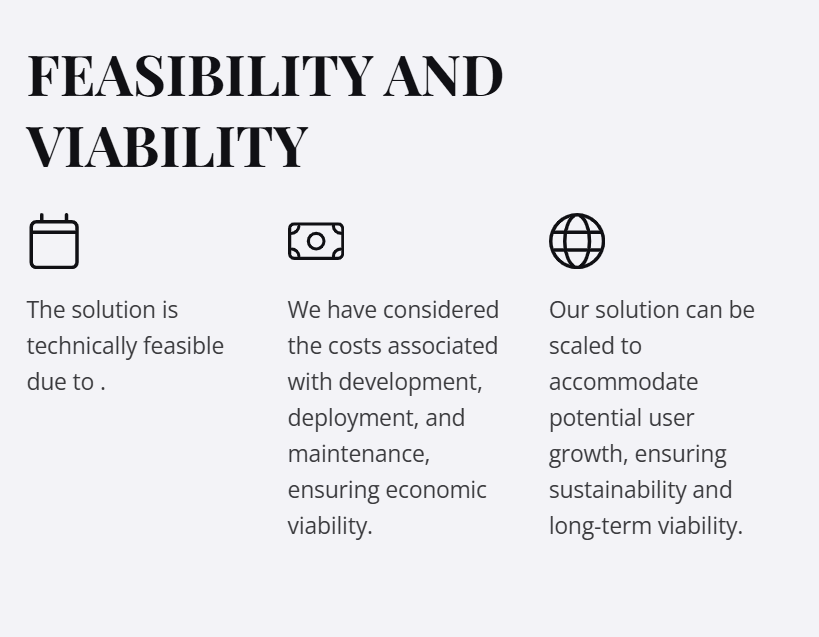 FEASIBILITY AND
VIABILITY
The solution is
technically feasible
due to .
We have considered
the costs associated
with development,
deployment, and
maintenance,
ensuring economic
viability.
Our solution can be
scaled to
accommodate
potential user
growth, ensuring
sustainability and
long-term viability.